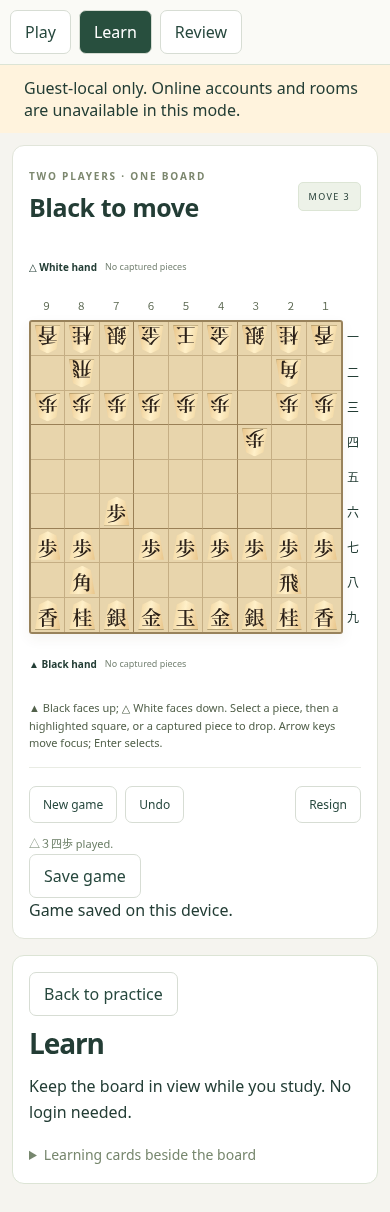 Play Learn Review
Guest-local only. Online accounts and rooms
are unavailable in this mode.
TWO PLAYERS · ONE BOARD
Black to move
MOVE 3
△ White hand No captured pieces
9 8 7 6 5 4 3 2 1
香 桂 銀 金 王 金 銀 桂 香 一
飛 角 二
歩 歩 歩 歩 歩 歩 歩 歩 三
歩 四
五
歩 六
歩 歩 歩 歩 歩 歩 歩 歩 七
角 飛 八
香 桂 銀 金 玉 金 銀 桂 香 九
▲ Black hand No captured pieces
▲ Black faces up; △ White faces down. Select a piece, then a
highlighted square, or a captured piece to drop. Arrow keys
move focus; Enter selects.
New game Undo Resign
△３四歩 played.
Save game
Game saved on this device.
Back to practice
Learn
Keep the board in view while you study. No
login needed.
▶ Learning cards beside the board